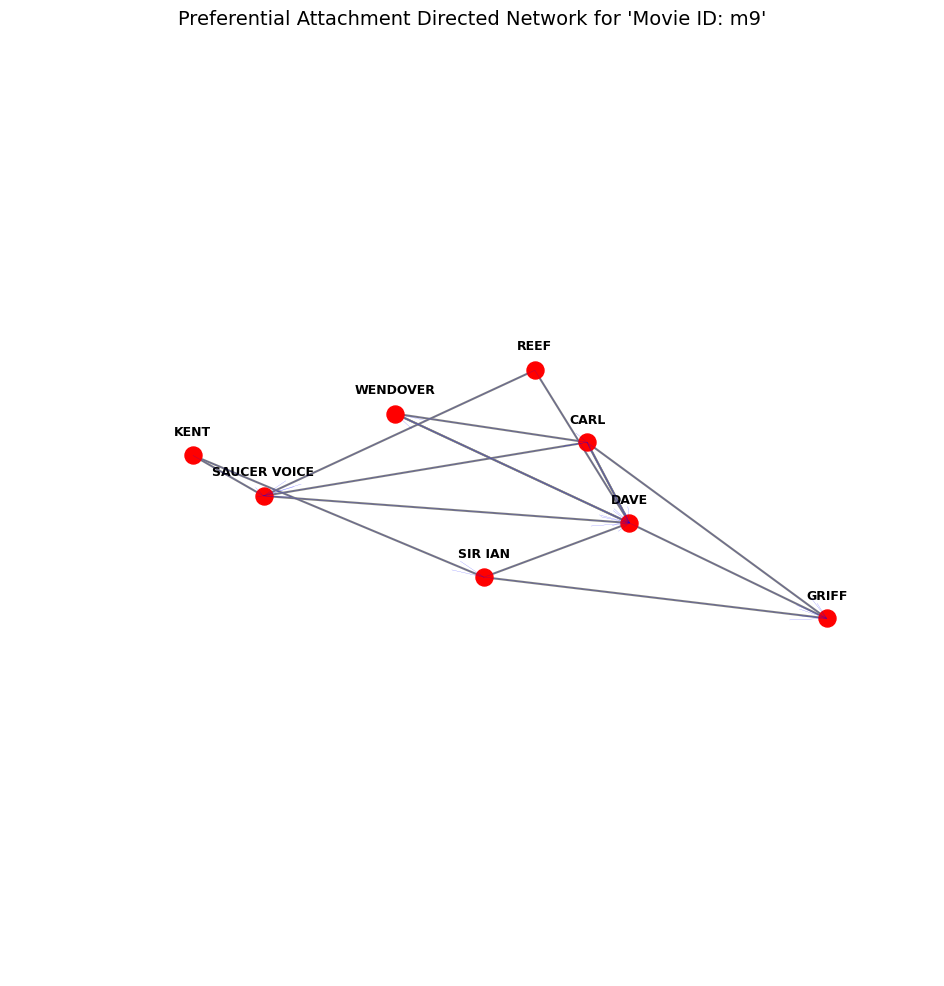 Preferential Attachment Directed Network for 'Movie ID: m9'
REEF
WENDOVER
CARL
KENT
SAUCER VOICE
DAVE
SIR IAN
GRIFF